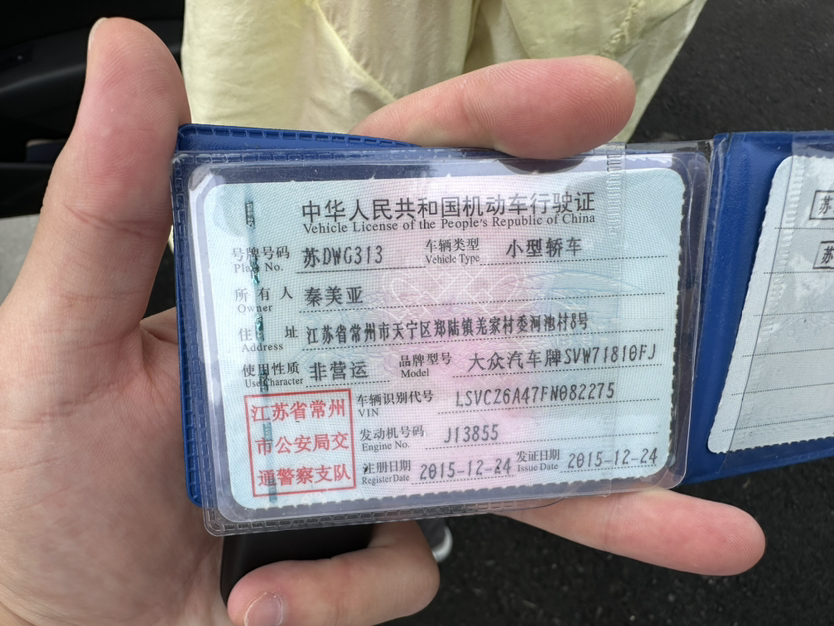 中华人民共和国机动车行驶证
Vehicle License of the People's Republic of China
号牌号码 苏DWG313 车辆类型 小型轿车
Plate No. Vehicle Type
所有人 秦美亚
Owner
住址 江苏省常州市天宁区郑陆镇羌家村委河池村8号
Address
使用性质 非营运 品牌型号 大众汽车牌SVW71810FJ
Use Character Model
江苏省常州
市公安局交
通警察支队
车辆识别代号 LSVCZ6A47FN082275
VIN
发动机号码 J13855
Engine No.
注册日期 2015-12-24 发证日期 2015-12-24
Register Date Issue Date
苏
苏